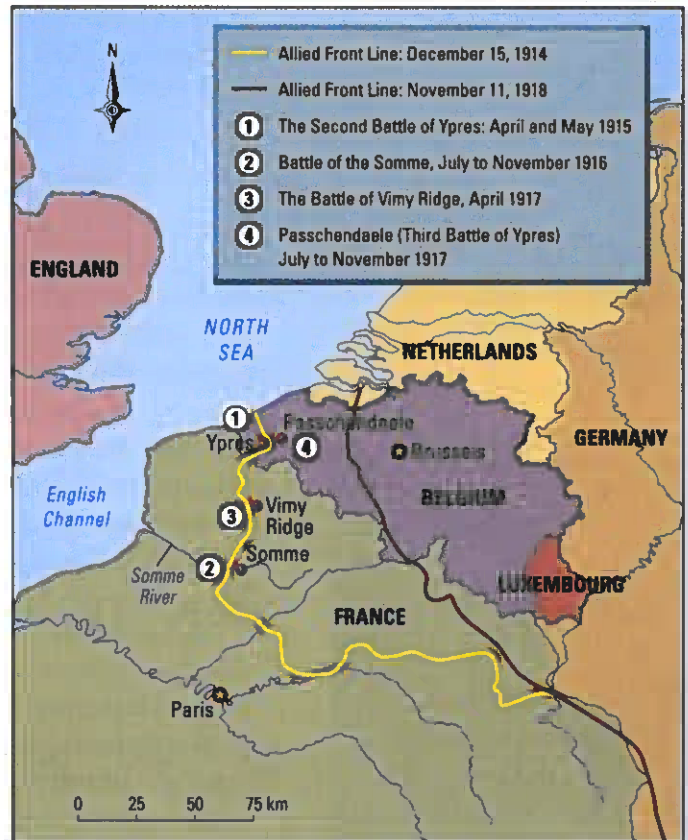 N
Allied Front Line: December 15, 1914
Allied Front Line: November 11, 1918
1 The Second Battle of Ypres: April and May 1915
2 Battle of the Somme, July to November 1916
3 The Battle of Vimy Ridge, April 1917
4 Passchendaele (Third Battle of Ypres)
July to November 1917
ENGLAND
NORTH
SEA
NETHERLANDS
GERMANY
1
Passchendaele
Ypres
4
Brussels
BELGIUM
English
Channel
3
Vimy
Ridge
2
Somme
Somme
River
LUXEMBOURG
FRANCE
Paris
0 25 50 75 km